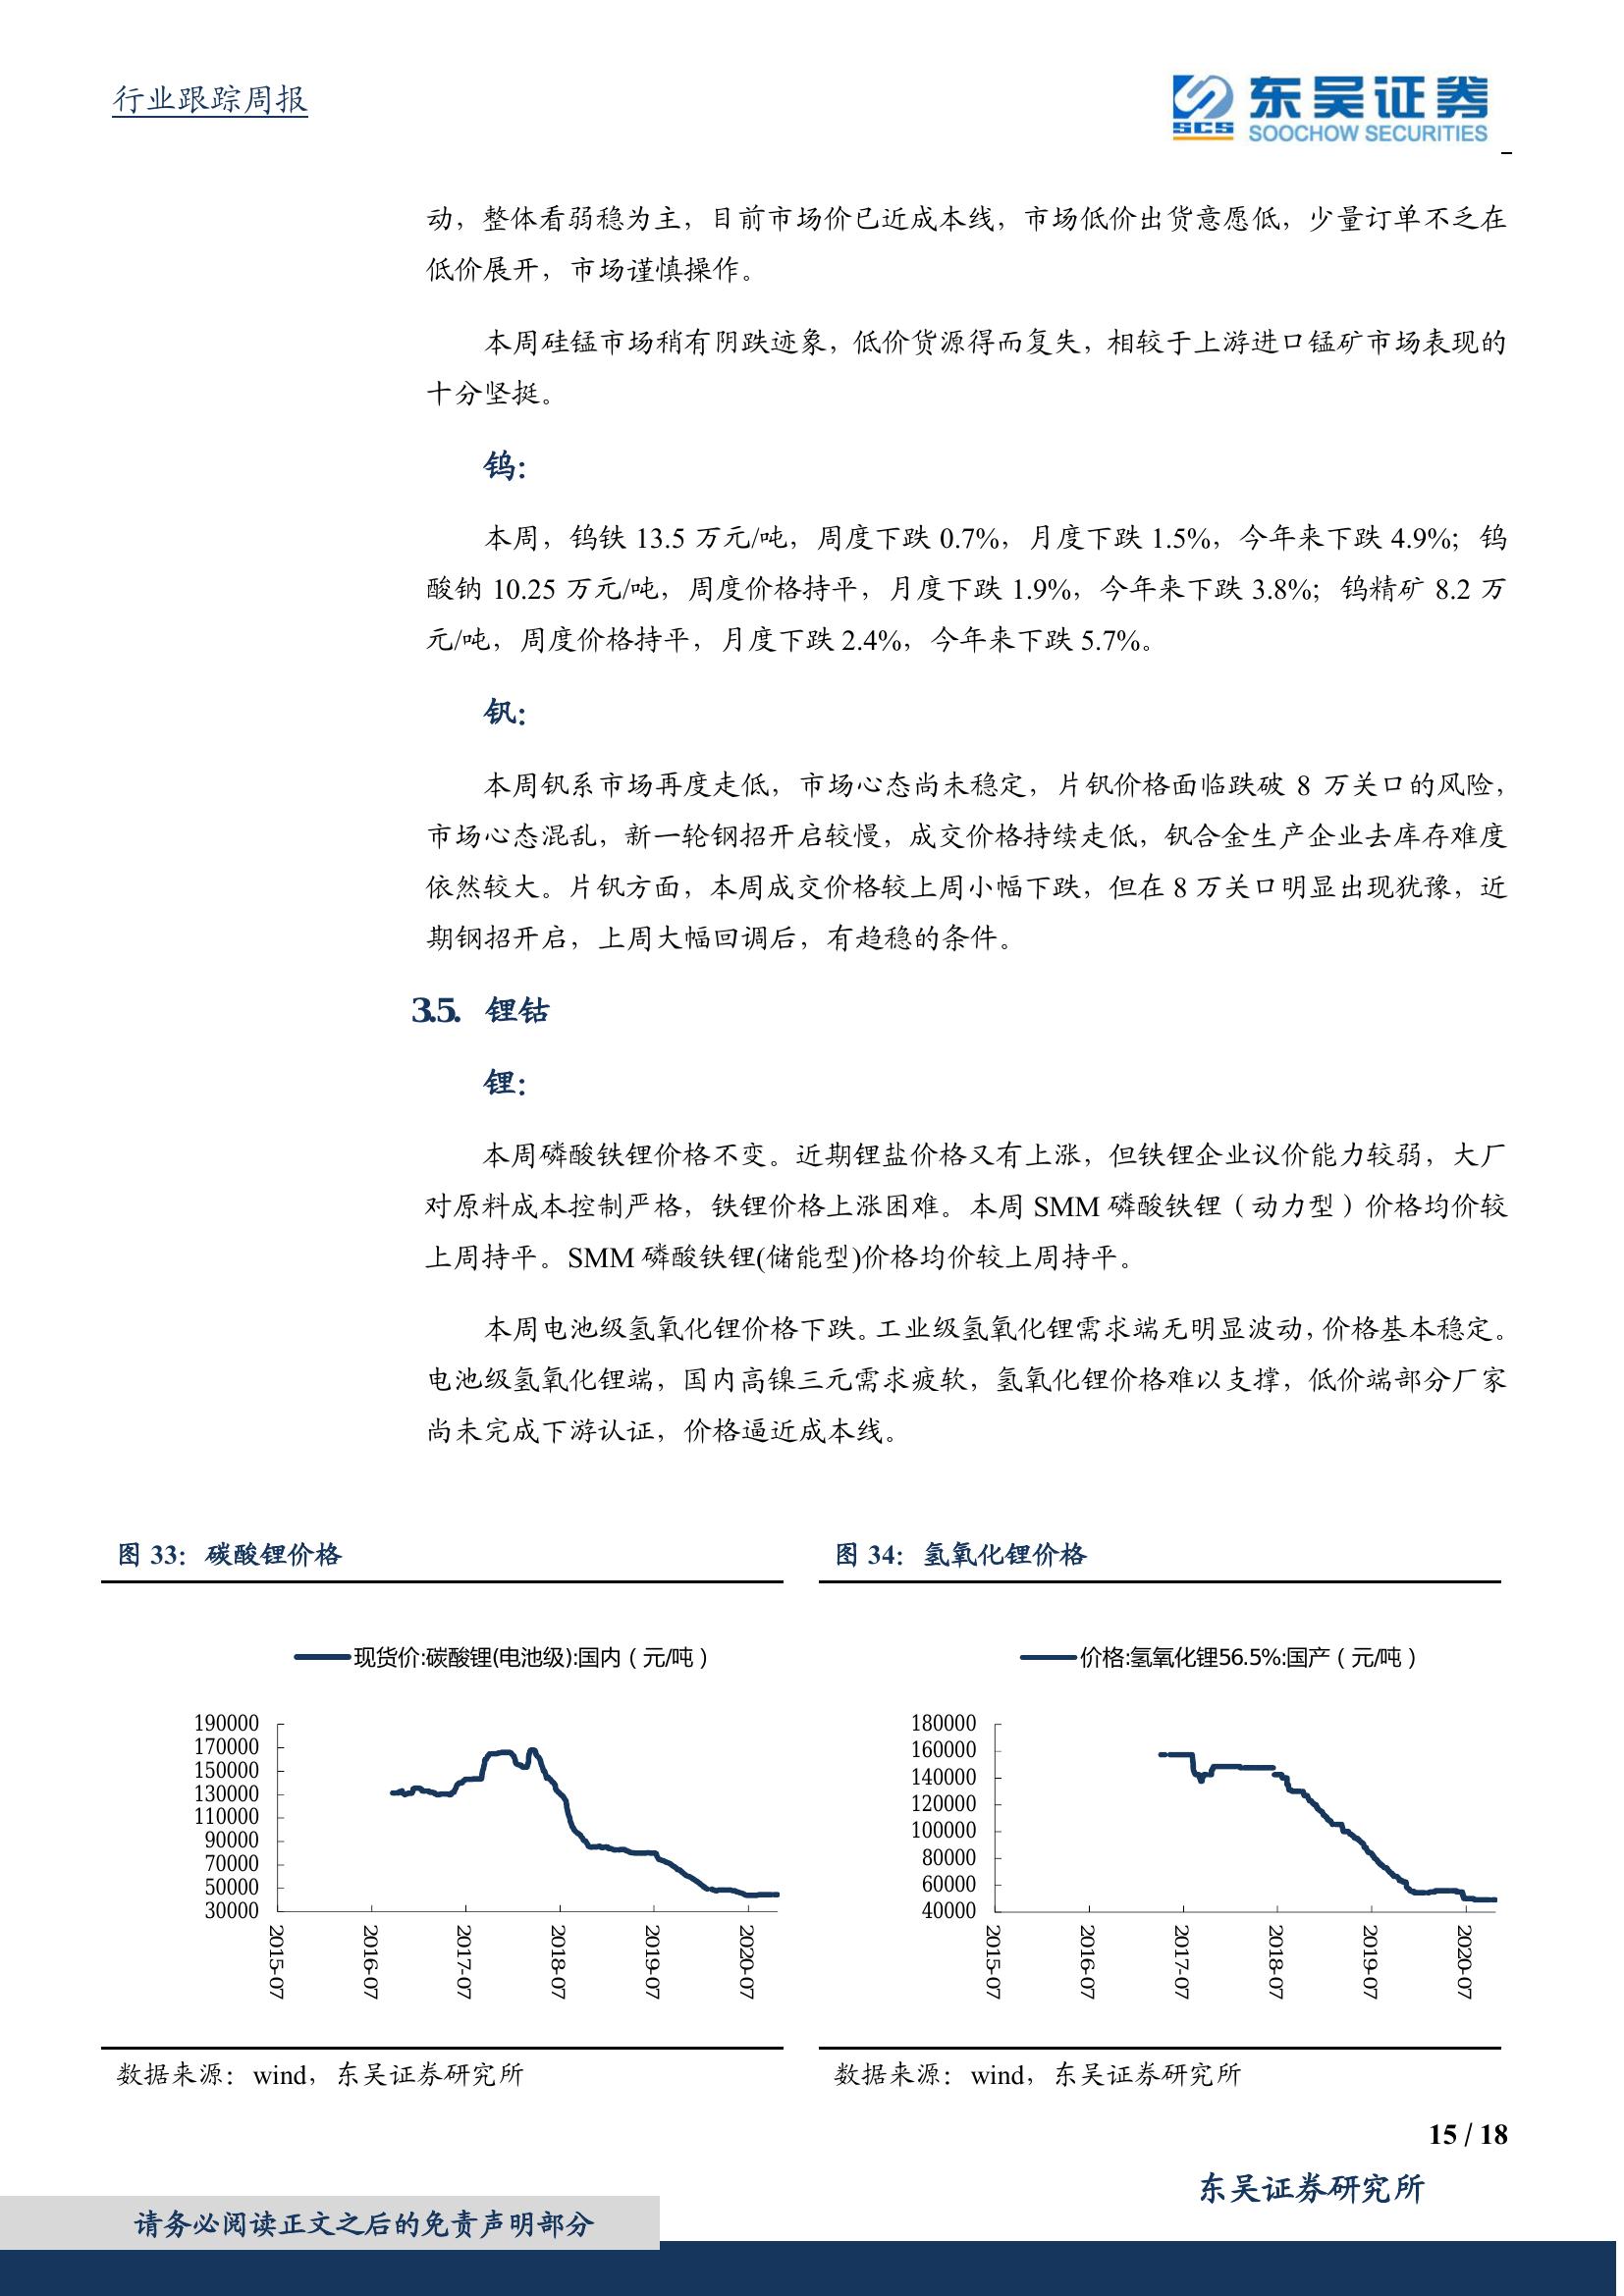 行业跟踪周报
SCS
东吴证券
SOOCHOW SECURITIES
动，整体看弱稳为主，目前市场价已近成本线，市场低价出货意愿低，少量订单不乏在
低价展开，市场谨慎操作。
本周硅锰市场稍有阴跌迹象，低价货源得而复失，相较于上游进口锰矿市场表现的
十分坚挺。
钨：
本周，钨铁 13.5 万元/吨，周度下跌 0.7%，月度下跌 1.5%，今年来下跌 4.9%；钨
酸钠 10.25 万元/吨，周度价格持平，月度下跌 1.9%，今年来下跌 3.8%；钨精矿 8.2 万
元/吨，周度价格持平，月度下跌 2.4%，今年来下跌 5.7%。
钒：
本周钒系市场再度走低，市场心态尚未稳定，片钒价格面临跌破 8 万关口的风险，
市场心态混乱，新一轮钢招开启较慢，成交价格持续走低，钒合金生产企业去库存难度
依然较大。片钒方面，本周成交价格较上周小幅下跌，但在 8 万关口明显出现犹豫，近
期钢招开启，上周大幅回调后，有趋稳的条件。
3.5. 锂钴
锂：
本周磷酸铁锂价格不变。近期锂盐价格又有上涨，但铁锂企业议价能力较弱，大厂
对原料成本控制严格，铁锂价格上涨困难。本周 SMM 磷酸铁锂（动力型）价格均价较
上周持平。SMM 磷酸铁锂(储能型)价格均价较上周持平。
本周电池级氢氧化锂价格下跌。工业级氢氧化锂需求端无明显波动，价格基本稳定。
电池级氢氧化锂端，国内高镍三元需求疲软，氢氧化锂价格难以支撑，低价端部分厂家
尚未完成下游认证，价格逼近成本线。
图 33：碳酸锂价格
现货价:碳酸锂(电池级):国内（元/吨）
190000
170000
150000
130000
110000
90000
70000
50000
30000
2015-07
2016-07
2017-07
2018-07
2019-07
2020-07
数据来源：wind，东吴证券研究所
图 34：氢氧化锂价格
价格:氢氧化锂56.5%:国产（元/吨）
180000
160000
140000
120000
100000
80000
60000
40000
2015-07
2016-07
2017-07
2018-07
2019-07
2020-07
数据来源：wind，东吴证券研究所
15 / 18
东吴证券研究所
请务必阅读正文之后的免责声明部分